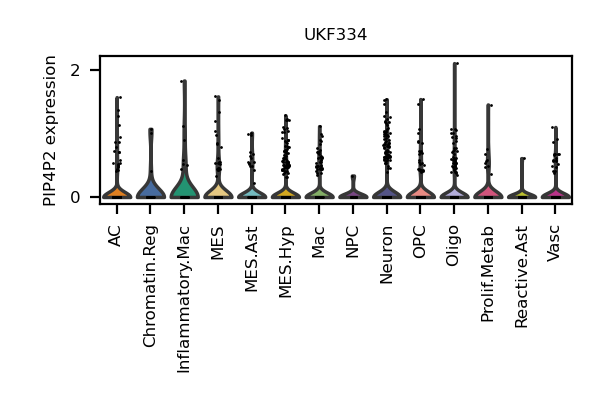 UKF334
PIP4P2 expression
2
0
AC
Chromatin.Reg
Inflammatory.Mac
MES
MES.Ast
MES.Hyp
Mac
NPC
Neuron
OPC
Oligo
Prolif.Metab
Reactive.Ast
Vasc